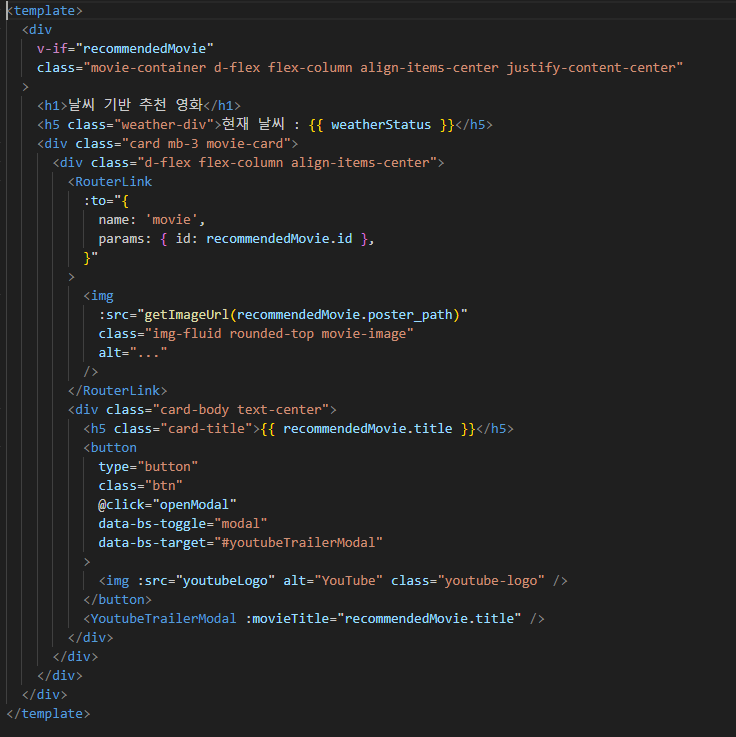 <template>
  <div
    v-if="recommendedMovie"
    class="movie-container d-flex flex-column align-items-center justify-content-center"
  >
    <h1>날씨 기반 추천 영화</h1>
    <h5 class="weather-div">현재 날씨 : {{ weatherStatus }}</h5>
    <div class="card mb-3 movie-card">
      <div class="d-flex flex-column align-items-center">
        <RouterLink
          :to="{
            name: 'movie',
            params: { id: recommendedMovie.id },
          }"
        >
          <img
            :src="getImageUrl(recommendedMovie.poster_path)"
            class="img-fluid rounded-top movie-image"
            alt="..."
          />
        </RouterLink>
        <div class="card-body text-center">
          <h5 class="card-title">{{ recommendedMovie.title }}</h5>
          <button
            type="button"
            class="btn"
            @click="openModal"
            data-bs-toggle="modal"
            data-bs-target="#youtubeTrailerModal"
          >
            <img :src="youtubeLogo" alt="YouTube" class="youtube-logo" />
          </button>
          <YoutubeTrailerModal :movieTitle="recommendedMovie.title" />
        </div>
      </div>
    </div>
  </div>
</template>